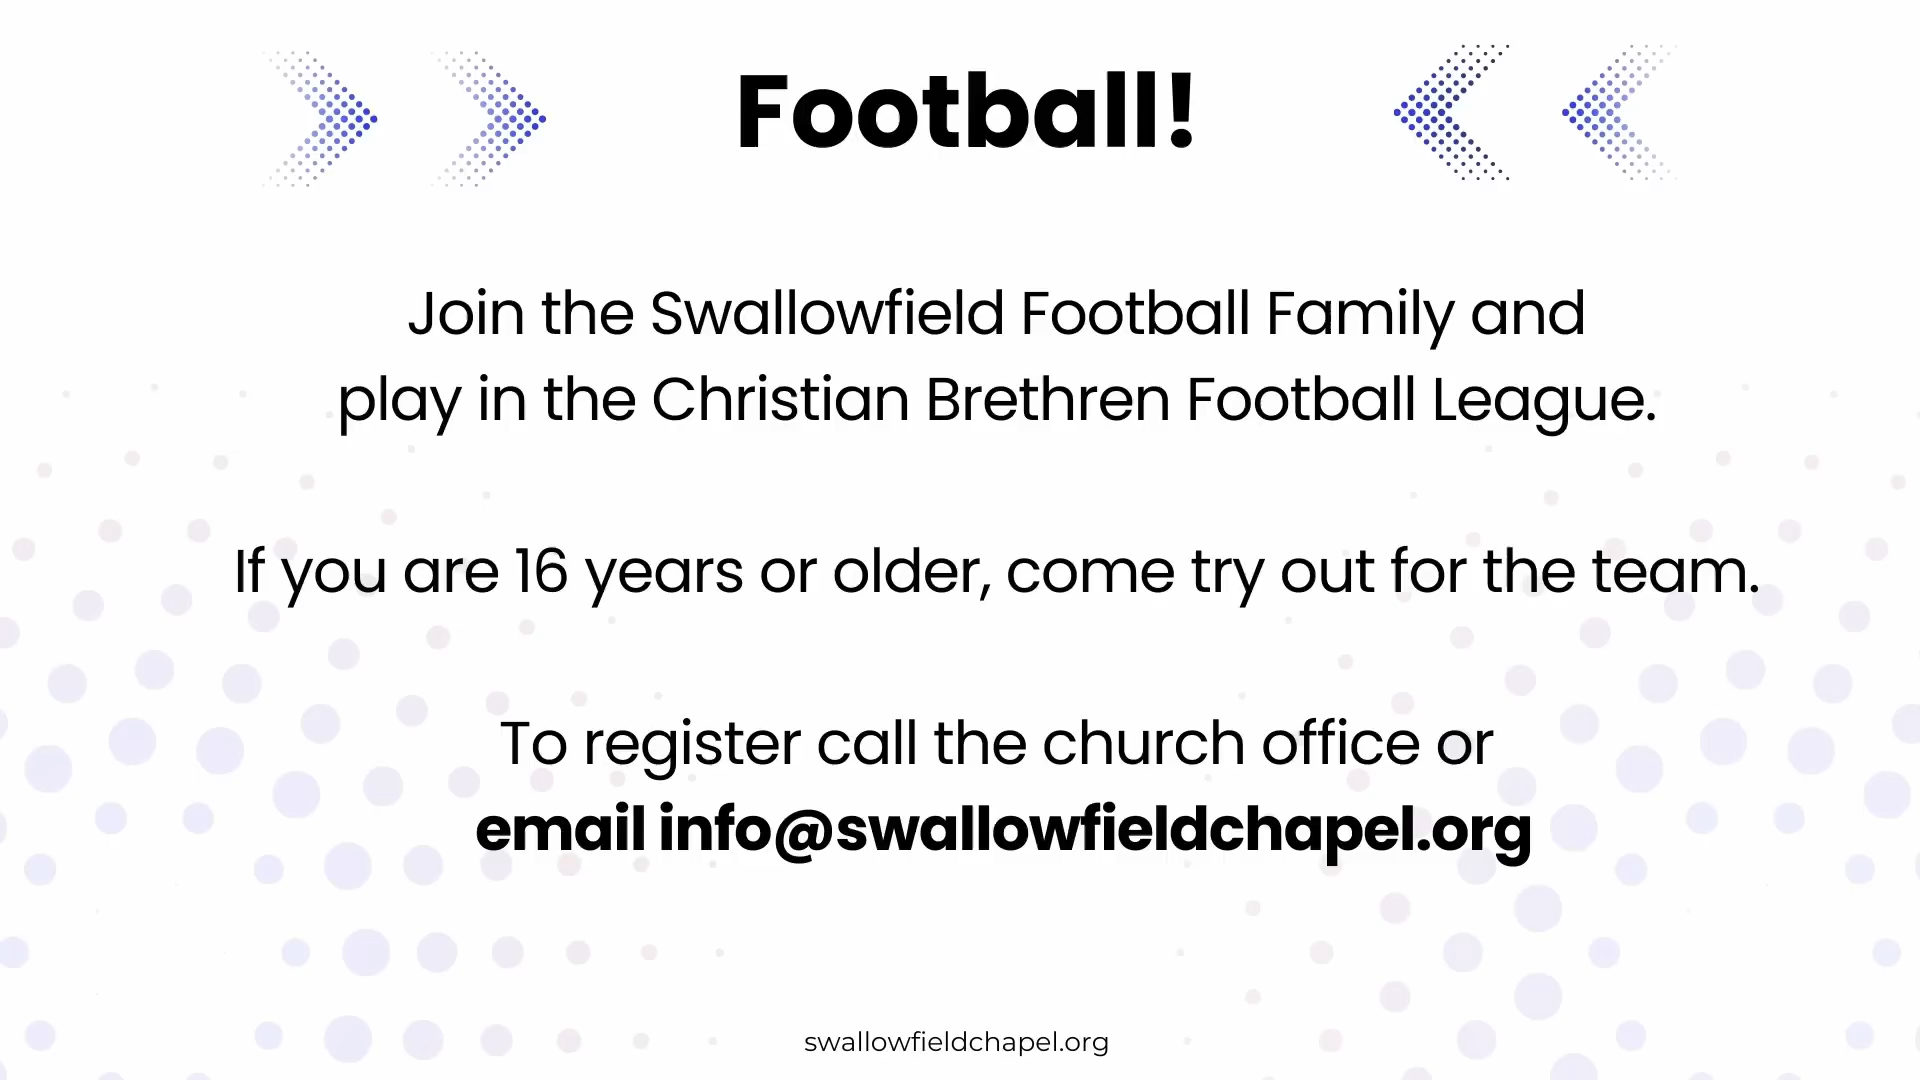 Football!
Join the Swallowfield Football Family and
play in the Christian Brethren Football League.
If you are 16 years or older, come try out for the team.
To register call the church office or
email info@swallowfieldchapel.org
swallowfieldchapel.org